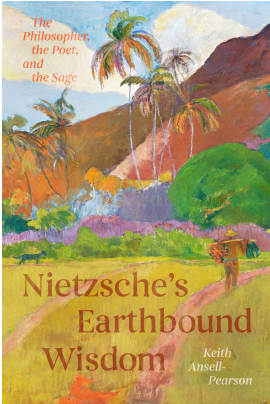 The
Philosopher,
the Poet,
and
the Sage
Nietzsche's
Earthbound
Wisdom
Keith
Ansell-
Pearson